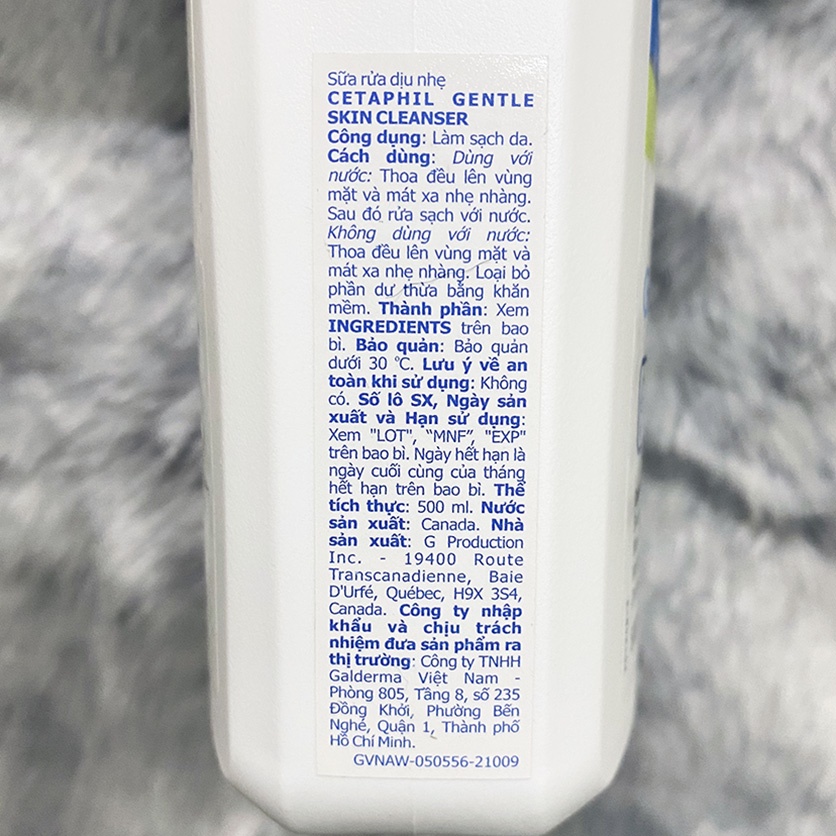 Sữa rửa dịu nhẹ
CETAPHIL GENTLE
SKIN CLEANSER
Công dụng: Làm sạch da.
Cách dùng: Dùng với
nước: Thoa đều lên vùng
mặt và mát xa nhẹ nhàng.
Sau đó rửa sạch với nước.
Không dùng với nước:
Thoa đều lên vùng mặt và
mát xa nhẹ nhàng. Loại bỏ
phần dư thừa bằng khăn
mềm. Thành phần: Xem
INGREDIENTS trên bao
bì. Bảo quản: Bảo quản
dưới 30 °C. Lưu ý về an
toàn khi sử dụng: Không
có. Số lô SX, Ngày sản
xuất và Hạn sử dụng:
Xem "LOT", "MNF", "EXP"
trên bao bì. Ngày hết hạn là
ngày cuối cùng của tháng
hết hạn trên bao bì. Thể
tích thực: 500 ml. Nước
sản xuất: Canada. Nhà
sản xuất: G Production
Inc. - 19400 Route
Transcanadienne, Baie
D'Urfé, Québec, H9X 3S4,
Canada. Công ty nhập
khẩu và chịu trách
nhiệm đưa sản phẩm ra
thị trường: Công ty TNHH
Galderma Việt Nam -
Phòng 805, Tầng 8, số 235
Đồng Khởi, Phường Bến
Nghé, Quận 1, Thành phố
Hồ Chí Minh.
GVNAW-050556-21009